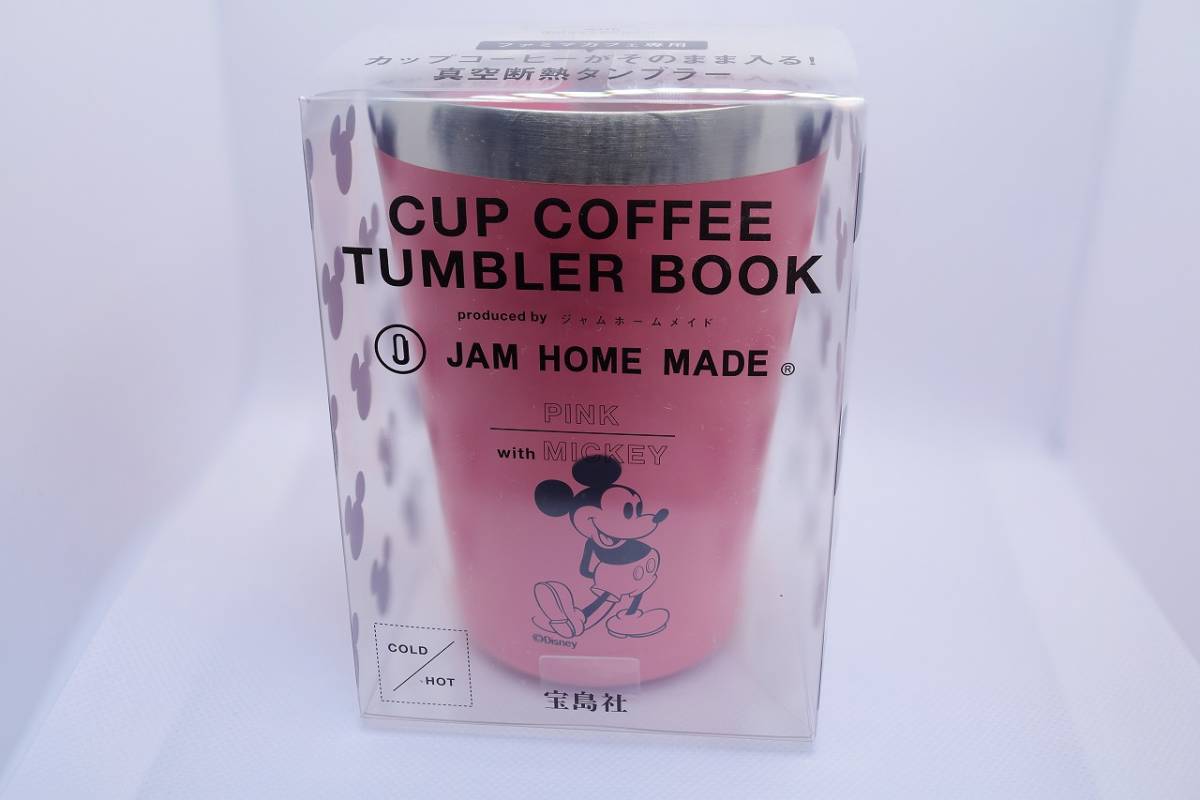 ファミマカフェ専用
カップコーヒーがそのまま入る!
真空断熱タンブラー
CUP COFFEE
TUMBLER BOOK
produced by ジャムホームメイド
JAM HOME MADE ®
PINK
with MICKEY
©Disney
COLD
HOT
宝島社